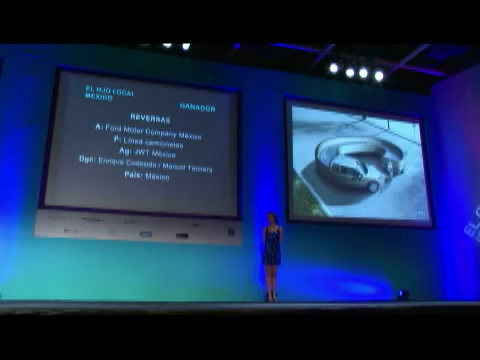 EL OJO LOCAL
MÉXICO
GANADOR
REVERSAS
A: Ford Motor Company México
P: Línea camionetas
Ag: JWT México
Dgc: Enrique Codesido / Manuel Techera
País: México
EL O